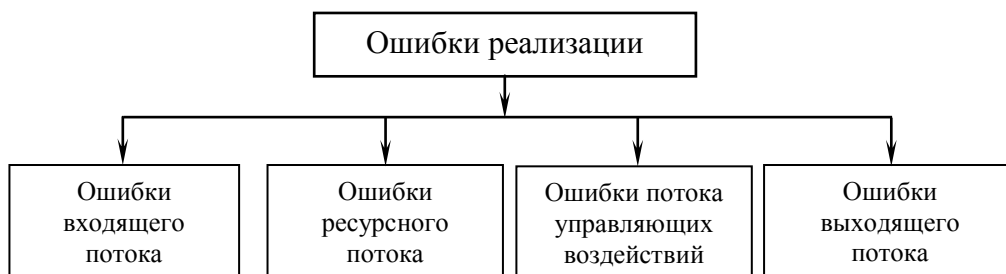 Ошибки реализации
Ошибки
входящего
потока
Ошибки
ресурсного
потока
Ошибки потока
управляющих
воздействий
Ошибки
выходящего
потока